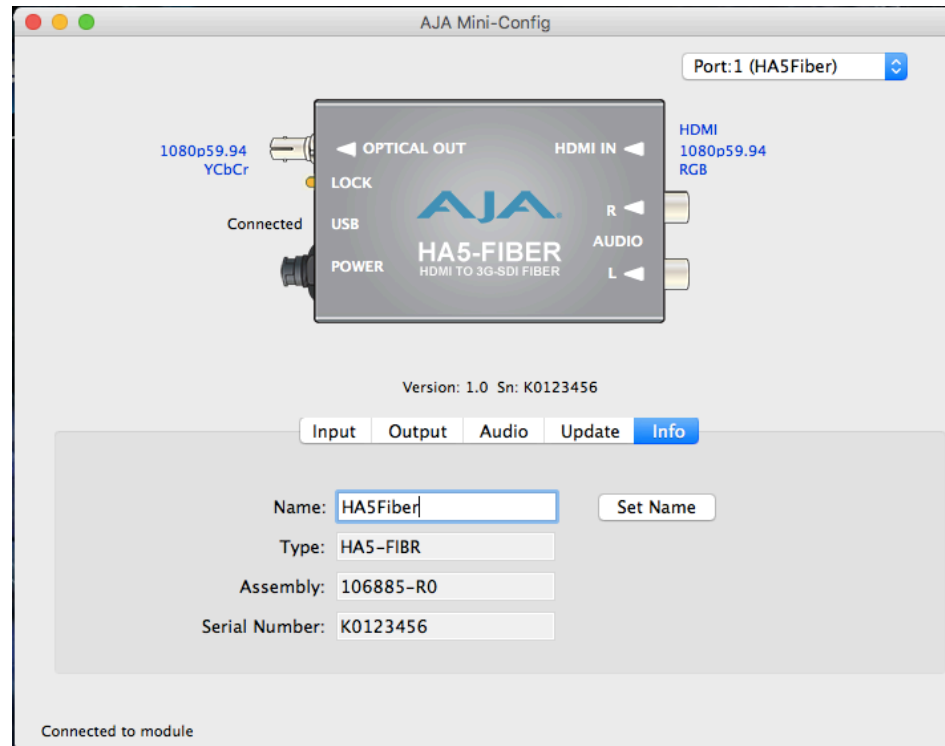 AJA Mini-Config
Port:1 (HA5Fiber)
1080p59.94
YCbCr
Connected
OPTICAL OUT
LOCK
USB
POWER
AJA
HA5-FIBER
HDMI TO 3G-SDI FIBER
HDMI IN
R
AUDIO
L
HDMI
1080p59.94
RGB
Version: 1.0 Sn: K0123456
Input Output Audio Update Info
Name: HA5Fiber Set Name
Type: HA5-FIBR
Assembly: 106885-R0
Serial Number: K0123456
Connected to module